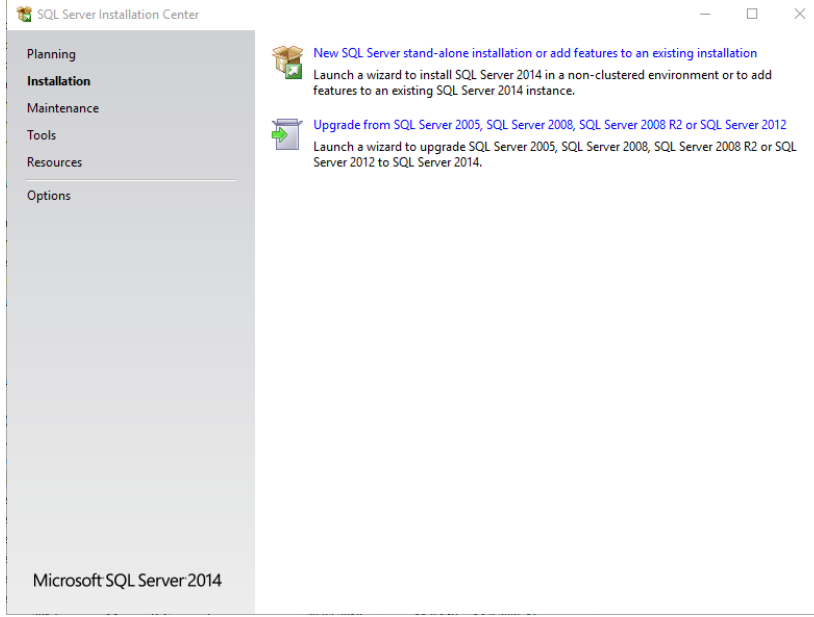 SQL Server Installation Center
Planning
Installation
Maintenance
Tools
Resources
Options
New SQL Server stand-alone installation or add features to an existing installation
Launch a wizard to install SQL Server 2014 in a non-clustered environment or to add
features to an existing SQL Server 2014 instance.
Upgrade from SQL Server 2005, SQL Server 2008, SQL Server 2008 R2 or SQL Server 2012
Launch a wizard to upgrade SQL Server 2005, SQL Server 2008, SQL Server 2008 R2 or SQL
Server 2012 to SQL Server 2014.
Microsoft SQL Server 2014